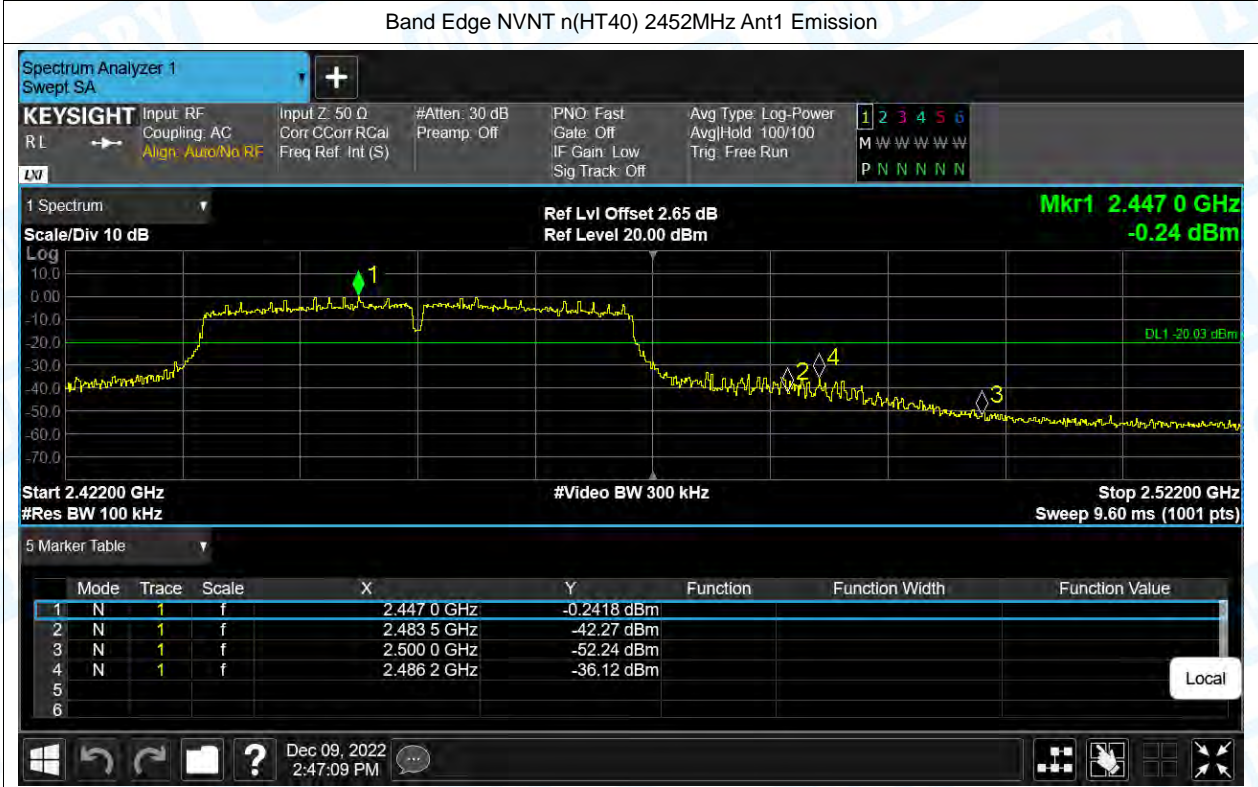 Band Edge NVNT n(HT40) 2452MHz Ant1 Emission
Spectrum Analyzer 1
Swept SA
+
KEYSIGHT Input: RF Input Z: 50 Ω #Atten: 30 dB PNO: Fast Avg Type: Log-Power 1 2 3 4 5 6
R L Coupling: AC Corr CCorr RCal Preamp: Off Gate: Off Avg|Hold: 100/100 M W W W W W
Align: Auto/No RF Freq Ref: Int (S) IF Gain: Low Trig: Free Run
LXI Sig Track: Off P N N N N N
1 Spectrum Ref Lvl Offset 2.65 dB Mkr1 2.447 0 GHz
Scale/Div 10 dB Ref Level 20.00 dBm -0.24 dBm
Log
10.0
1
0.00
-10.0
-20.0 DL1 -20.03 dBm
-30.0
2 4
-40.0
3
-50.0
-60.0
-70.0
Start 2.42200 GHz #Video BW 300 kHz Stop 2.52200 GHz
#Res BW 100 kHz Sweep 9.60 ms (1001 pts)
5 Marker Table
Mode Trace Scale X Y Function Function Width Function Value
1 N 1 f 2.447 0 GHz -0.2418 dBm
2 N 1 f 2.483 5 GHz -42.27 dBm
3 N 1 f 2.500 0 GHz -52.24 dBm
4 N 1 f 2.486 2 GHz -36.12 dBm
Local
5
6
? Dec 09, 2022
2:47:09 PM